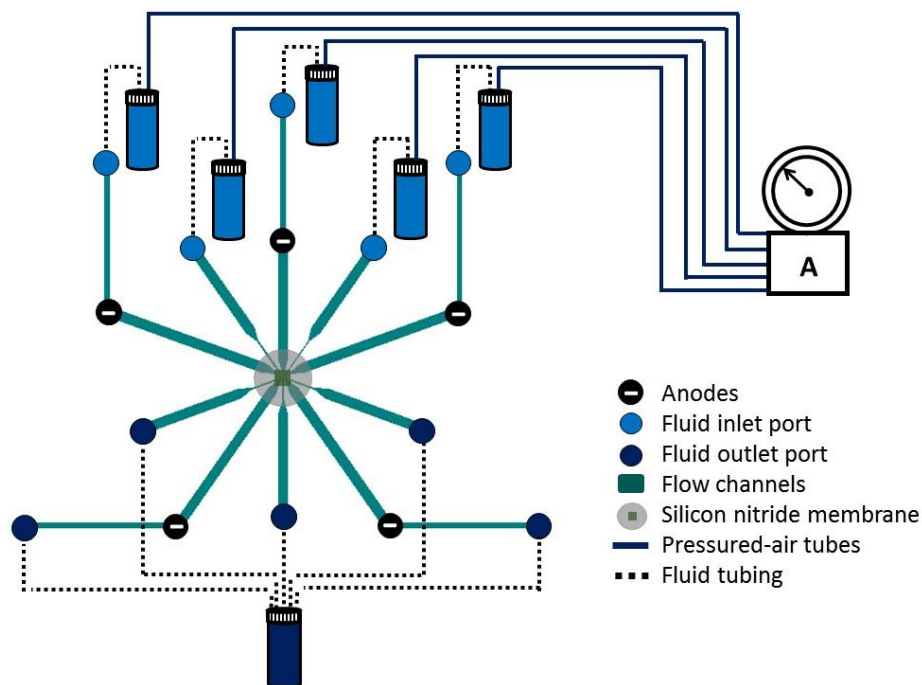 A
Anodes
Fluid inlet port
Fluid outlet port
Flow channels
Silicon nitride membrane
Pressured-air tubes
Fluid tubing